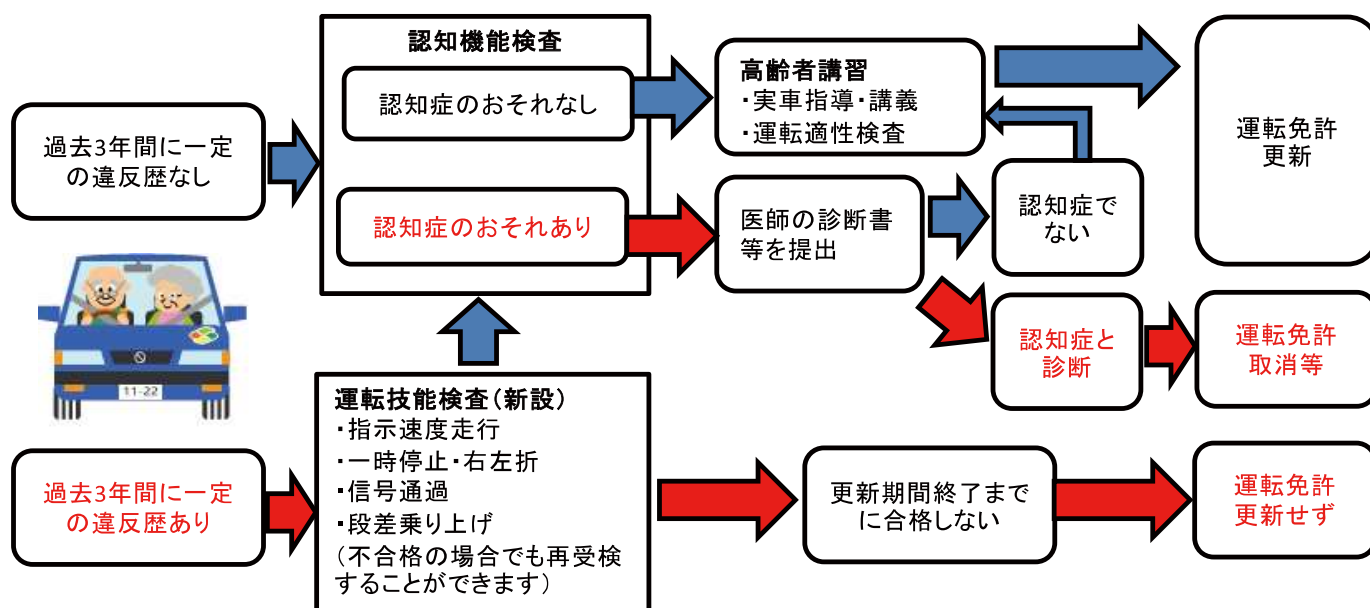 過去3年間に一定
の違反歴なし
認知機能検査
認知症のおそれなし
認知症のおそれあり
高齢者講習
・実車指導・講義
・運転適性検査
医師の診断書
等を提出
認知症で
ない
運転免許
更新
認知症と
診断
運転免許
取消等
11-22
過去3年間に一定
の違反歴あり
運転技能検査(新設)
・指示速度走行
・一時停止・右左折
・信号通過
・段差乗り上げ
(不合格の場合でも再受検
することができます)
更新期間終了まで
に合格しない
運転免許
更新せず